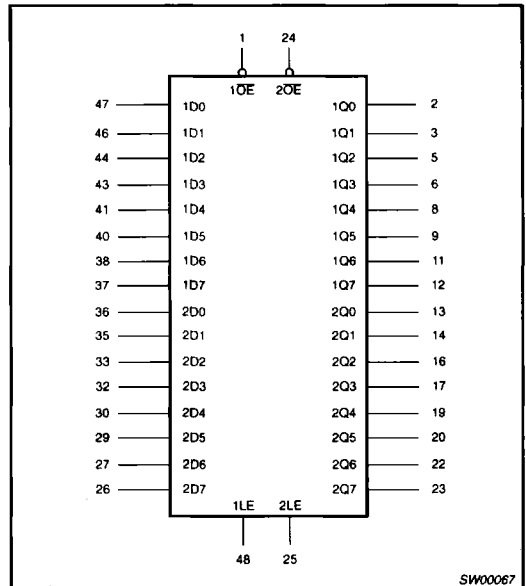 1 24
1OE 2OE
47 1D0 1Q0 2
46 1D1 1Q1 3
44 1D2 1Q2 5
43 1D3 1Q3 6
41 1D4 1Q4 8
40 1D5 1Q5 9
38 1D6 1Q6 11
37 1D7 1Q7 12
36 2D0 2Q0 13
35 2D1 2Q1 14
33 2D2 2Q2 16
32 2D3 2Q3 17
30 2D4 2Q4 19
29 2D5 2Q5 20
27 2D6 2Q6 22
26 2D7 2Q7 23
1LE 2LE
48 25
SW00067